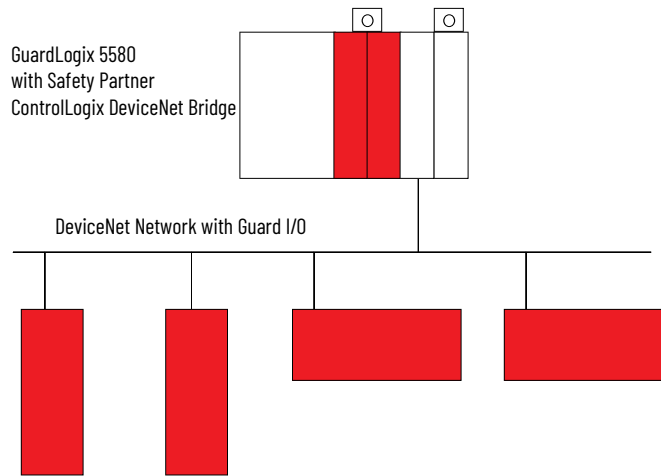 GuardLogix 5580
with Safety Partner
ControlLogix DeviceNet Bridge
DeviceNet Network with Guard I/O